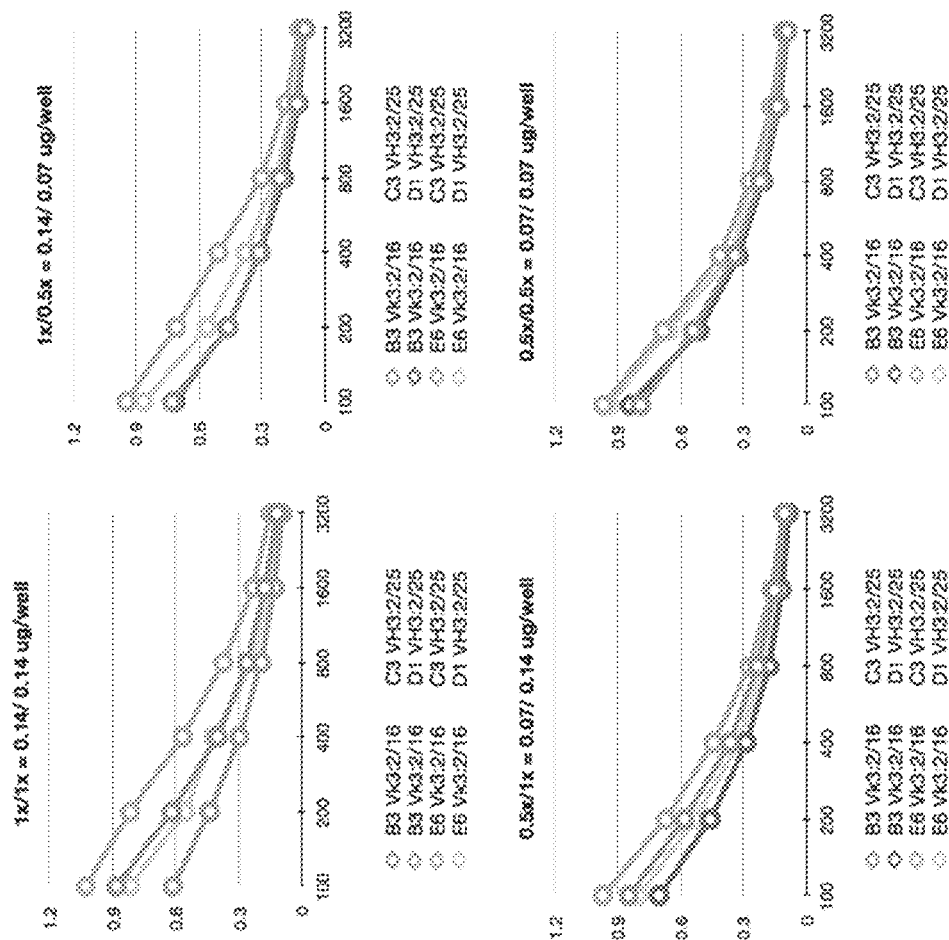 1x/1x = 0.14/ 0.14 ug/well
1.2
0.9
0.6
0.3
0
100 200 400 800 1600 3200
B3 Vk3:2/16 C3 VH3:2/25
B3 Vk3:2/16 D1 VH3:2/25
E6 Vk3:2/16 C3 VH3:2/25
E6 Vk3:2/16 D1 VH3:2/25
1x/0.5x = 0.14/ 0.07 ug/well
1.2
0.9
0.6
0.3
0
100 200 400 800 1600 3200
B3 Vk3:2/16 C3 VH3:2/25
B3 Vk3:2/16 D1 VH3:2/25
E6 Vk3:2/16 C3 VH3:2/25
E6 Vk3:2/16 D1 VH3:2/25
0.5x/1x = 0.07/ 0.14 ug/well
1.2
0.9
0.6
0.3
0
100 200 400 800 1600 3200
B3 Vk3:2/16 C3 VH3:2/25
B3 Vk3:2/16 D1 VH3:2/25
E6 Vk3:2/16 C3 VH3:2/25
E6 Vk3:2/16 D1 VH3:2/25
0.5x/0.5x = 0.07/ 0.07 ug/well
1.2
0.9
0.6
0.3
0
100 200 400 800 1600 3200
B3 Vk3:2/16 C3 VH3:2/25
B3 Vk3:2/16 D1 VH3:2/25
E6 Vk3:2/16 C3 VH3:2/25
E6 Vk3:2/16 D1 VH3:2/25